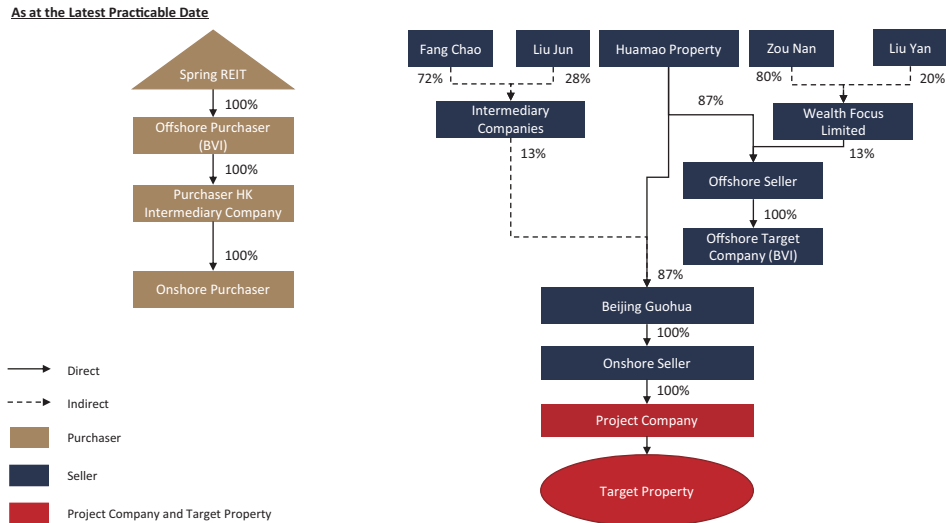 As at the Latest Practicable Date
Spring REIT
100%
Offshore Purchaser
(BVI)
100%
Purchaser HK
Intermediary Company
100%
Onshore Purchaser
Fang Chao
Liu Jun
Huamao Property
Zou Nan
Liu Yan
72%
28%
80%
20%
Intermediary
Companies
87%
Wealth Focus
Limited
13%
13%
Offshore Seller
100%
Offshore Target
Company (BVI)
87%
Beijing Guohua
100%
Onshore Seller
100%
Project Company
Target Property
Direct
Indirect
Purchaser
Seller
Project Company and Target Property